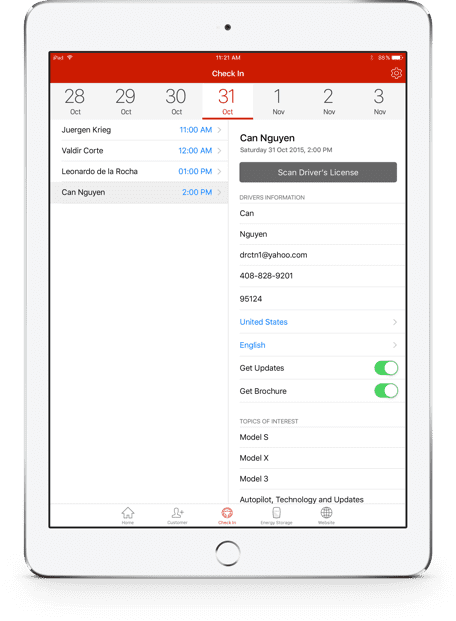 iPad 11:21 AM 88%
Check In
28 29 30 31 1 2 3
Oct Oct Oct Oct Nov Nov Nov
Juergen Krieg 11:00 AM
Valdir Corte 12:00 AM
Leonardo de la Rocha 01:00 PM
Can Nguyen 2:00 PM
Can Nguyen
Saturday 31 Oct 2015, 2:00 PM
Scan Driver's License
DRIVERS INFORMATION
Can
Nguyen
drctn1@yahoo.com
408-828-9201
95124
United States
English
Get Updates
Get Brochure
TOPICS OF INTEREST
Model S
Model X
Model 3
Autopilot, Technology and Updates
Home Customer Check In Energy Storage Website